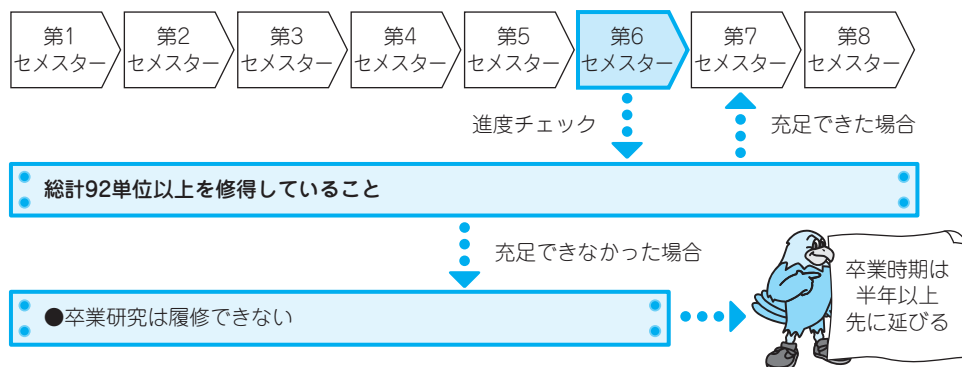 第1
セメスター
第2
セメスター
第3
セメスター
第4
セメスター
第5
セメスター
第6
セメスター
第7
セメスター
第8
セメスター
進度チェック
充足できた場合
総計92単位以上を修得していること
充足できなかった場合
●卒業研究は履修できない
卒業時期は
半年以上
先に延びる